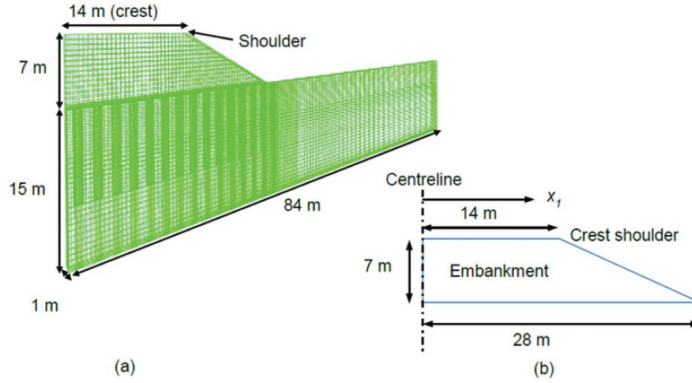 14 m (crest)
Shoulder
7 m
15 m
84 m
1 m
(a)
Centreline
x1
14 m
Crest shoulder
7 m
Embankment
28 m
(b)